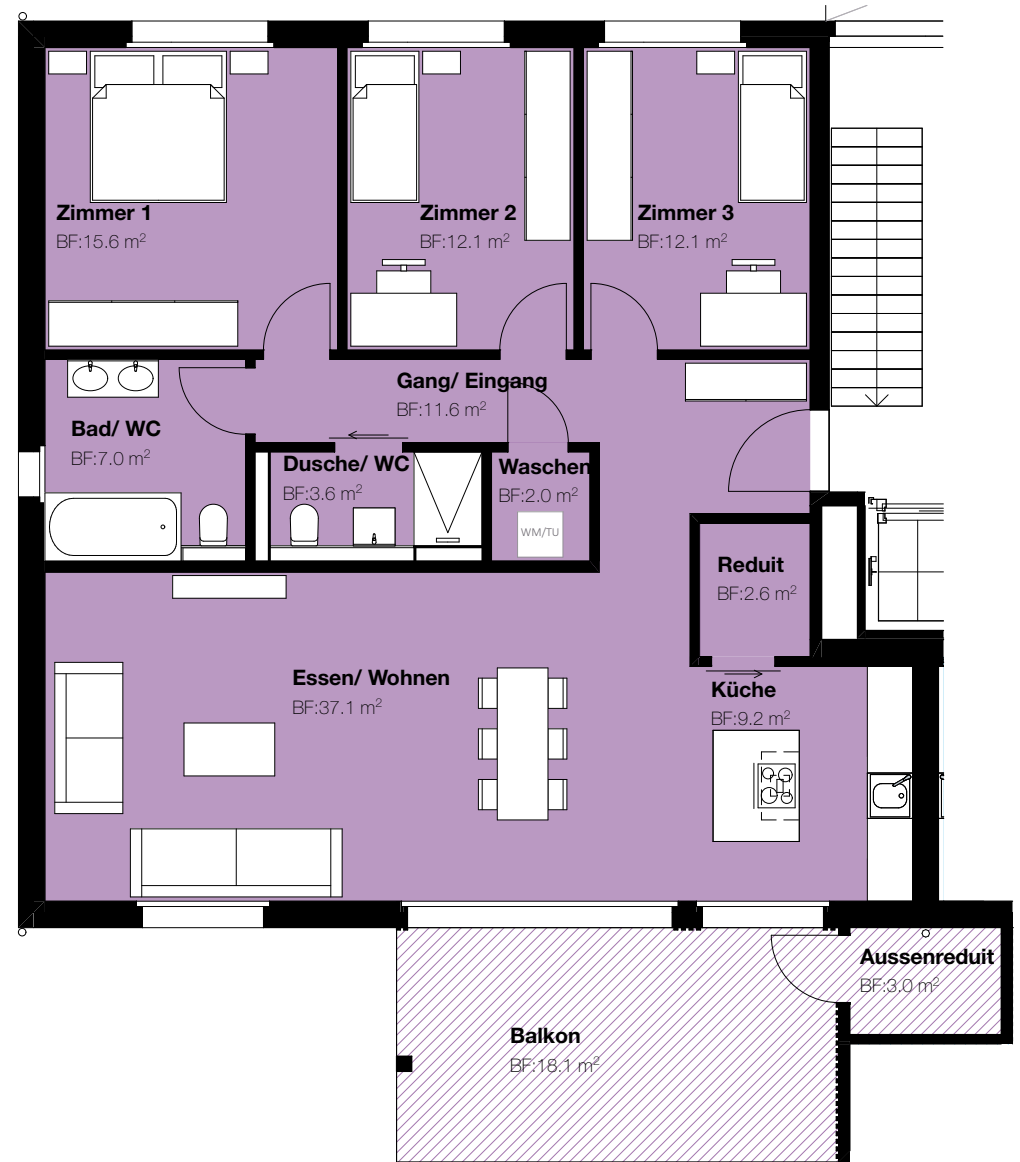 Zimmer 1
BF:15.6 m²
Zimmer 2
BF:12.1 m²
Zimmer 3
BF:12.1 m²
Gang/ Eingang
BF:11.6 m²
Bad/ WC
BF:7.0 m²
Dusche/ WC
BF:3.6 m²
Waschen
BF:2.0 m²
WM/TU
Reduit
BF:2.6 m²
Essen/ Wohnen
BF:37.1 m²
Küche
BF:9.2 m²
Aussenreduit
BF:3.0 m²
Balkon
BF:18.1 m²